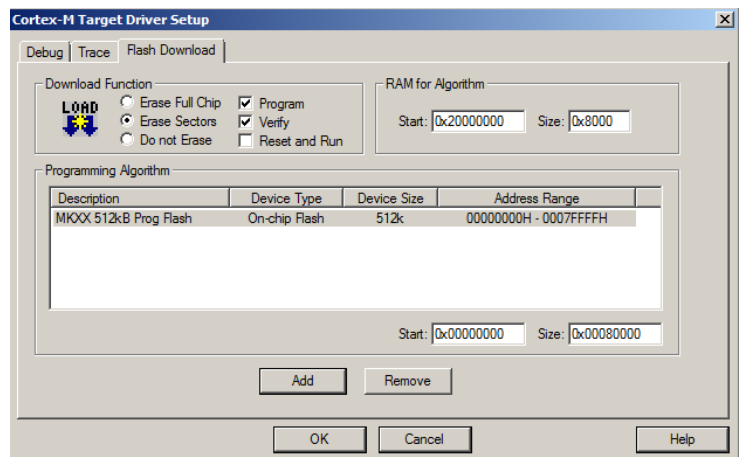 Cortex-M Target Driver Setup
Debug Trace Flash Download
Download Function
LOAD
Erase Full Chip Program
Erase Sectors Verify
Do not Erase Reset and Run
RAM for Algorithm
Start: 0x20000000 Size: 0x8000
Programming Algorithm
Description Device Type Device Size Address Range
MKXX 512kB Prog Flash On-chip Flash 512k 00000000H - 0007FFFFH
Start: 0x00000000 Size: 0x00080000
Add Remove
OK Cancel Help